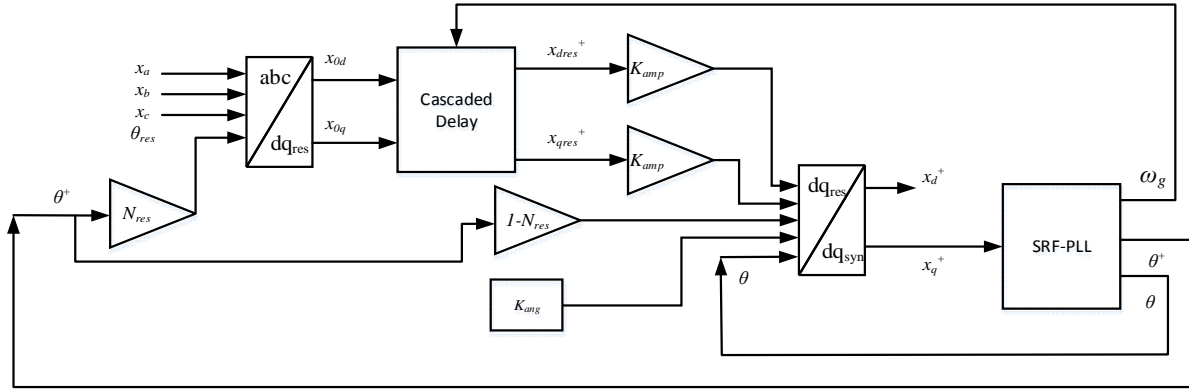 x_a
x_b
x_c
θ_res
abc
dq_res
x_0d
x_0q
Cascaded
Delay
x_dres^+
x_qres^+
K_amp
K_amp
θ^+
N_res
1-N_res
K_ang
θ
dq_res
dq_syn
x_d^+
x_q^+
SRF-PLL
ω_g
θ^+
θ